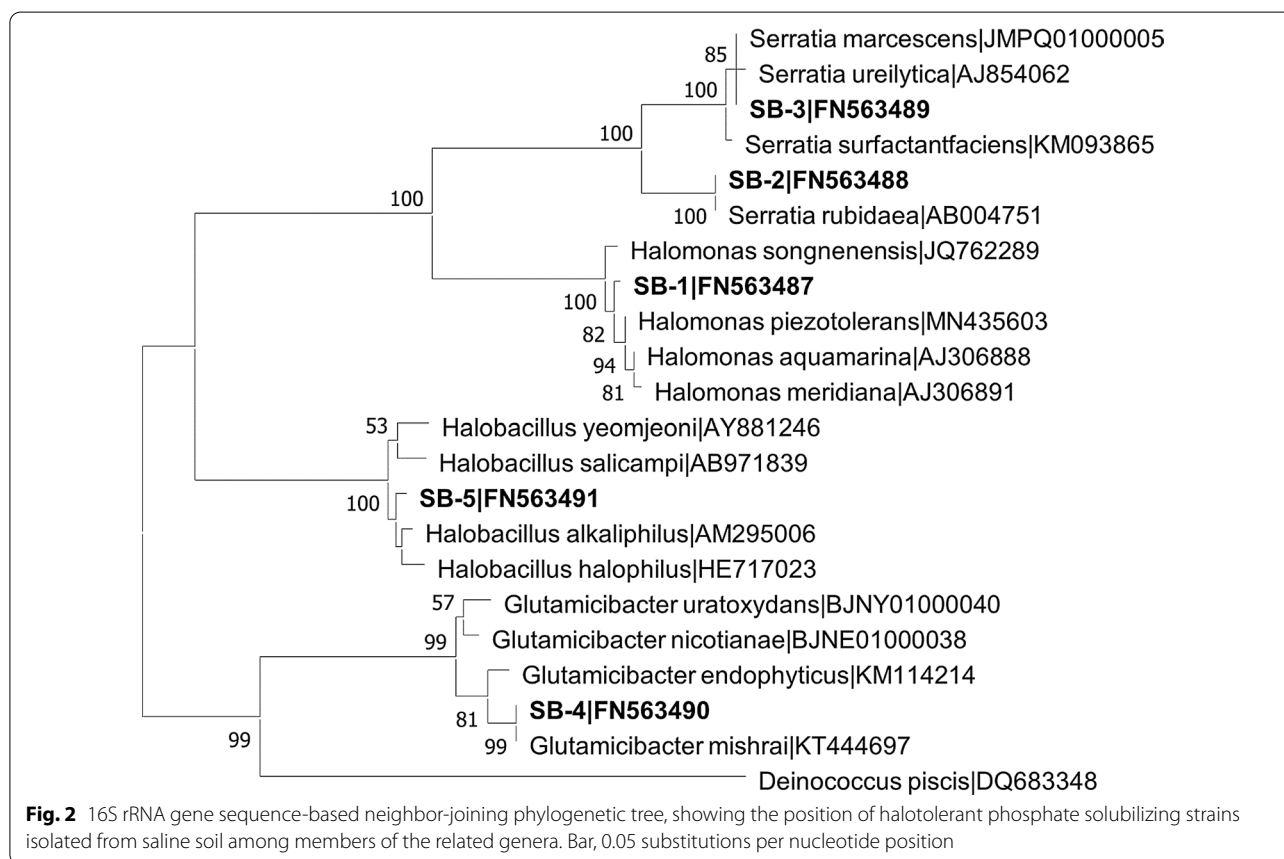 Serratia marcescens|JMPQ01000005
85
Serratia ureilytica|AJ854062
100
SB-3|FN563489
100
Serratia surfactantfaciens|KM093865
SB-2|FN563488
100
100
Serratia rubidaea|AB004751
Halomonas songnenensis|JQ762289
SB-1|FN563487
100
Halomonas piezotolerans|MN435603
82
Halomonas aquamarina|AJ306888
94
Halomonas meridiana|AJ306891
81
Halobacillus yeomjeoni|AY881246
53
Halobacillus salicampi|AB971839
SB-5|FN563491
100
Halobacillus alkaliphilus|AM295006
Halobacillus halophilus|HE717023
57
Glutamicibacter uratoxydans|BJNY01000040
99
Glutamicibacter nicotianae|BJNE01000038
Glutamicibacter endophyticus|KM114214
SB-4|FN563490
81
99
Glutamicibacter mishrai|KT444697
99
Deinococcus piscis|DQ683348
Fig. 2 16S rRNA gene sequence-based neighbor-joining phylogenetic tree, showing the position of halotolerant phosphate solubilizing strains
isolated from saline soil among members of the related genera. Bar, 0.05 substitutions per nucleotide position